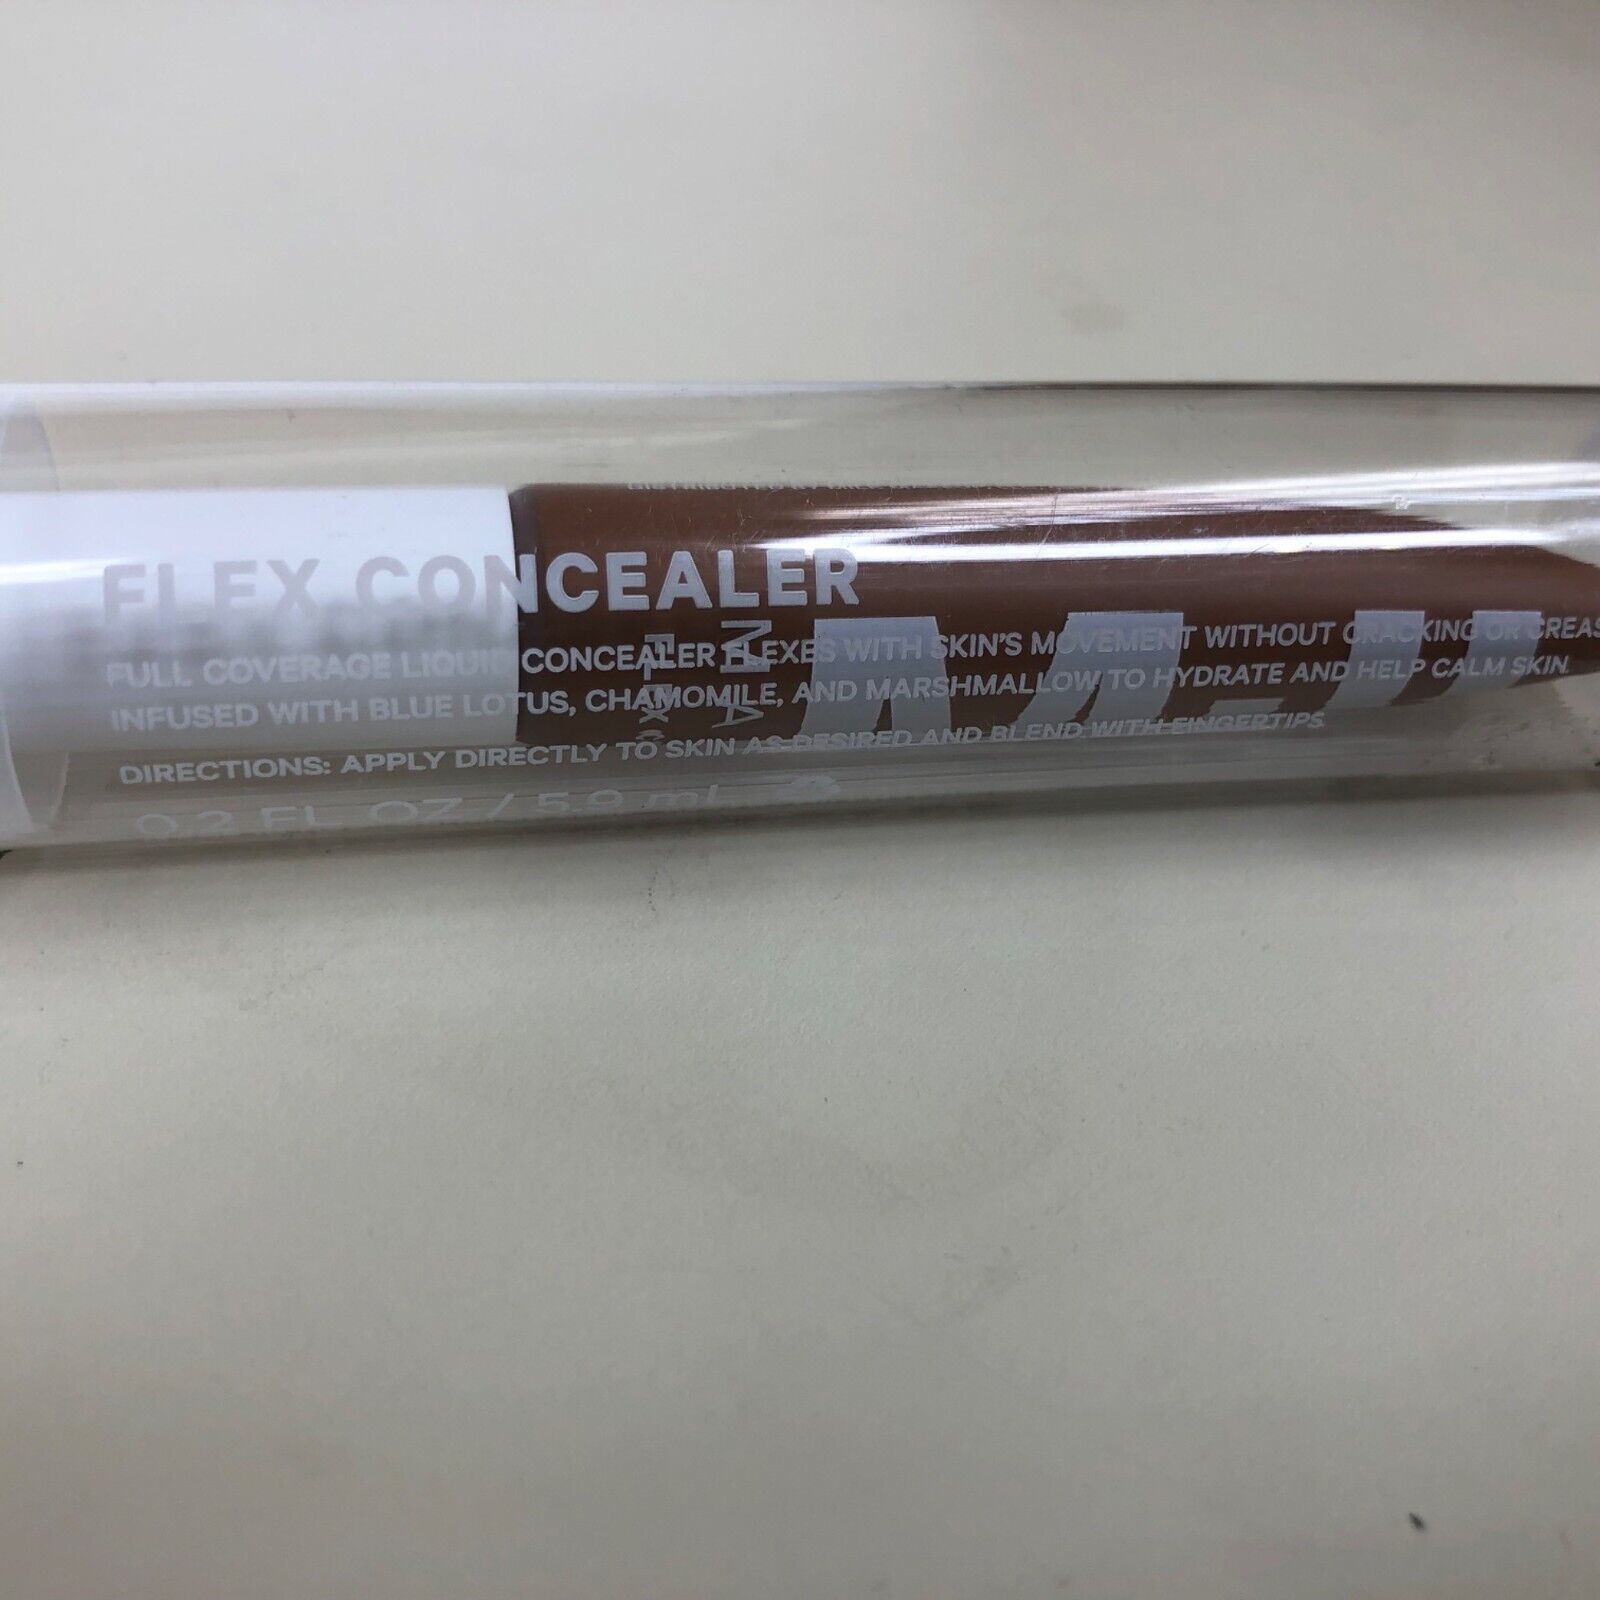 FLEX CONCEALER
FULL COVERAGE LIQUID CONCEALER FLEXES WITH SKIN'S MOVEMENT WITHOUT CRACKING OR CREAS
INFUSED WITH BLUE LOTUS, CHAMOMILE, AND MARSHMALLOW TO HYDRATE AND HELP CALM SKIN.
DIRECTIONS: APPLY DIRECTLY TO SKIN AS DESIRED AND BLEND WITH FINGERTIPS.
0.2 FL OZ / 5.9 ml
FLEX C